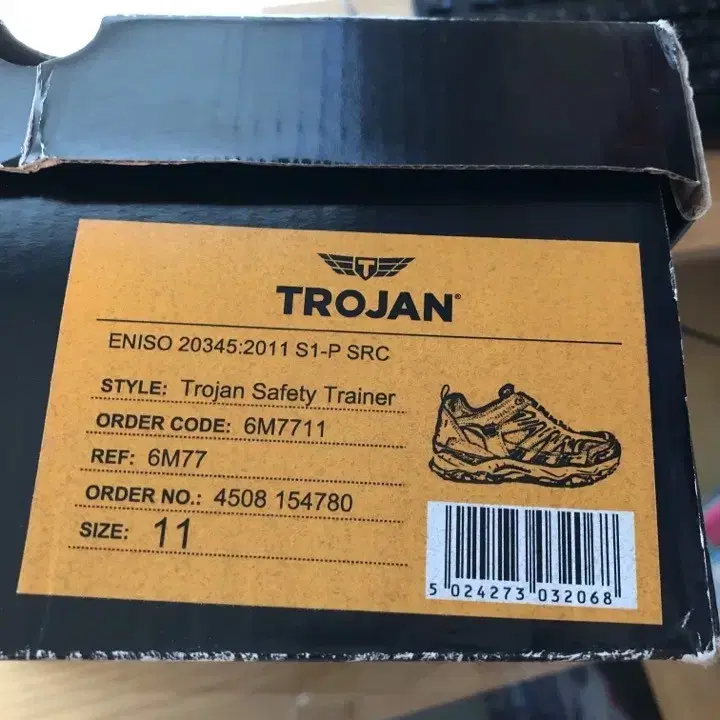 TROJAN®
ENISO 20345:2011 S1-P SRC
STYLE: Trojan Safety Trainer
ORDER CODE: 6M7711
REF: 6M77
ORDER NO.: 4508 154780
SIZE: 11
5 024273 032068